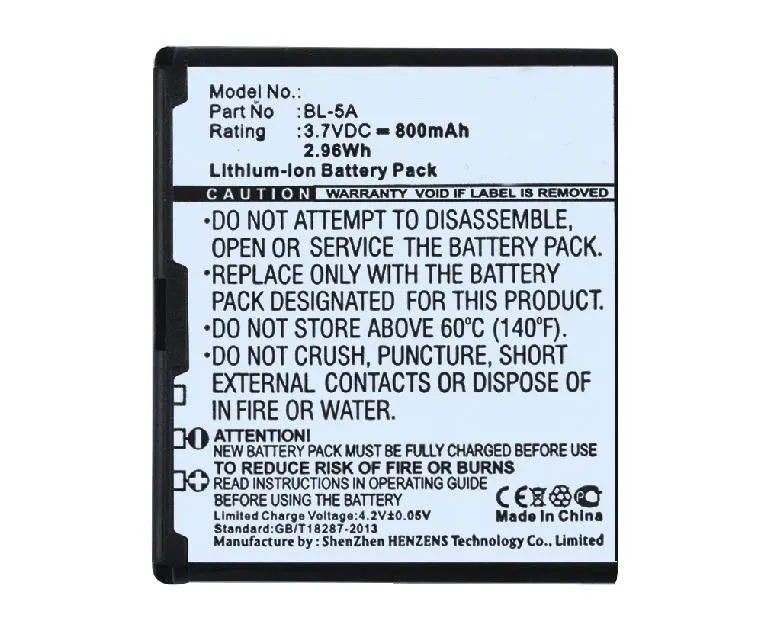 Model No.:
Part No :BL-5A
Rating :3.7VDC = 800mAh
2.96Wh
Lithium-Ion Battery Pack
CAUTION WARRANTY VOID IF LABEL IS REMOVED
•DO NOT ATTEMPT TO DISASSEMBLE,
OPEN OR SERVICE THE BATTERY PACK.
•REPLACE ONLY WITH THE BATTERY
PACK DESIGNATED FOR THIS PRODUCT.
•DO NOT STORE ABOVE 60°C (140°F).
•DO NOT CRUSH, PUNCTURE, SHORT
EXTERNAL CONTACTS OR DISPOSE OF
IN FIRE OR WATER.
ATTENTION!
NEW BATTERY PACK MUST BE FULLY CHARGED BEFORE USE
TO REDUCE RISK OF FIRE OR BURNS
READ INSTRUCTIONS IN OPERATING GUIDE
BEFORE USING THE BATTERY
CE
Limited Charge Voltage:4.2V±0.05V
Made In China
Standard:GB/T18287-2013
Manufacture by: ShenZhen HENZENS Technology Co., Limited